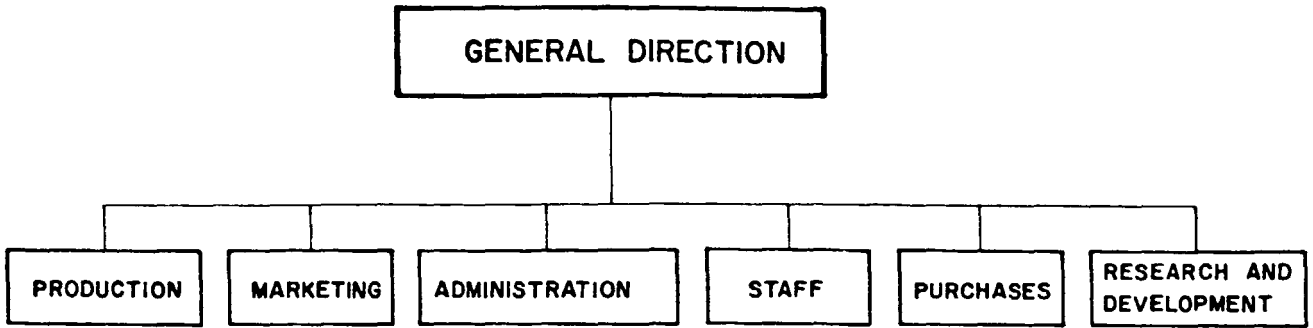 GENERAL DIRECTION
PRODUCTION
MARKETING
ADMINISTRATION
STAFF
PURCHASES
RESEARCH AND
DEVELOPMENT